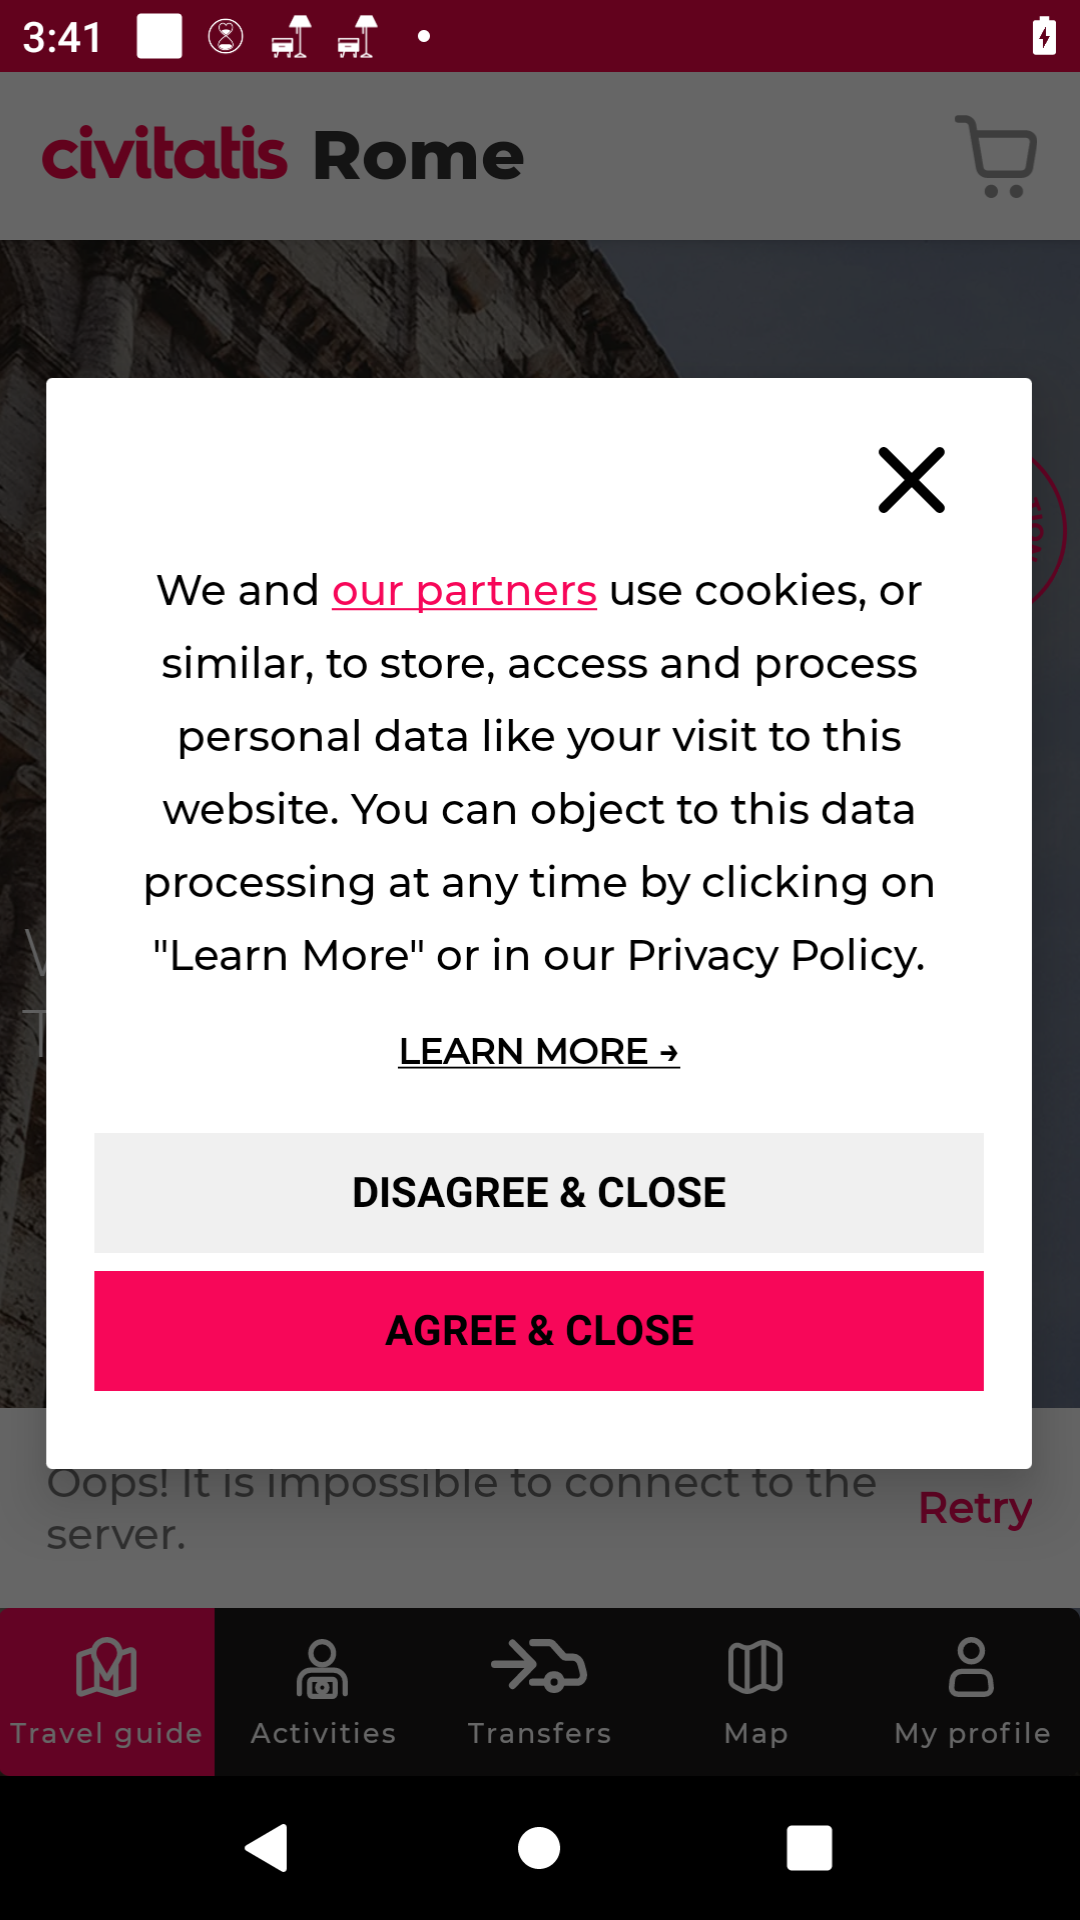 3:41
civitatis Rome
We and our partners use cookies, or
similar, to store, access and process
personal data like your visit to this
website. You can object to this data
processing at any time by clicking on
"Learn More" or in our Privacy Policy.
LEARN MORE →
DISAGREE & CLOSE
AGREE & CLOSE
Oops! It is impossible to connect to the
server.
Retry
Travel guide
Activities
Transfers
Map
My profile